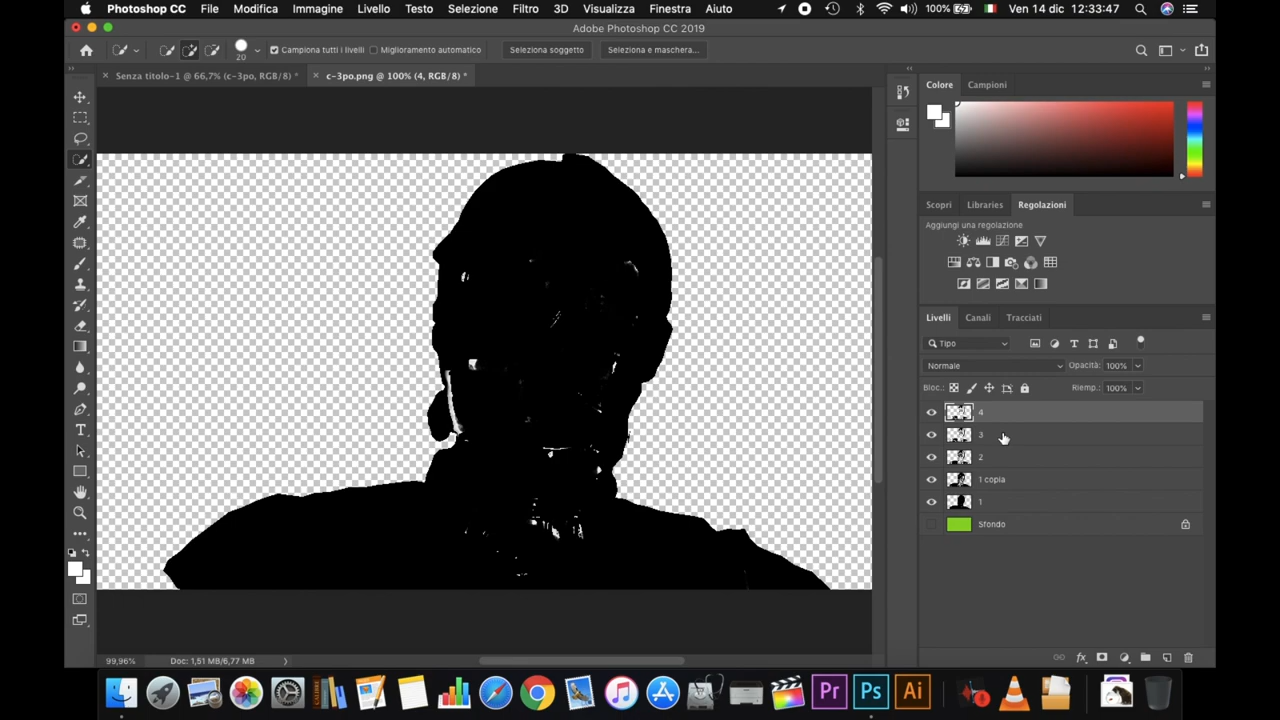 Photoshop CC File Modifica Immagine Livello Testo Selezione Filtro 3D Visualizza Finestra Aiuto 100% Ven 14 dic 12:33:47
Adobe Photoshop CC 2019
20 Campiona tutti i livelli Miglioramento automatico Seleziona soggetto Seleziona e maschera...
Senza titolo-1 @ 66,7% (c-3po, RGB/8) * c-3po.png @ 100% (4, RGB/8) *
Colore Campioni
Scopri Libraries Regolazioni
Aggiungi una regolazione
Livelli Canali Tracciati
Tipo
Normale Opacità: 100%
Bloc.: Riemp.: 100%
4
3
2
1 copia
1
Sfondo
99,96% Doc: 1,51 MB/6,77 MB
Pr Ps Ai